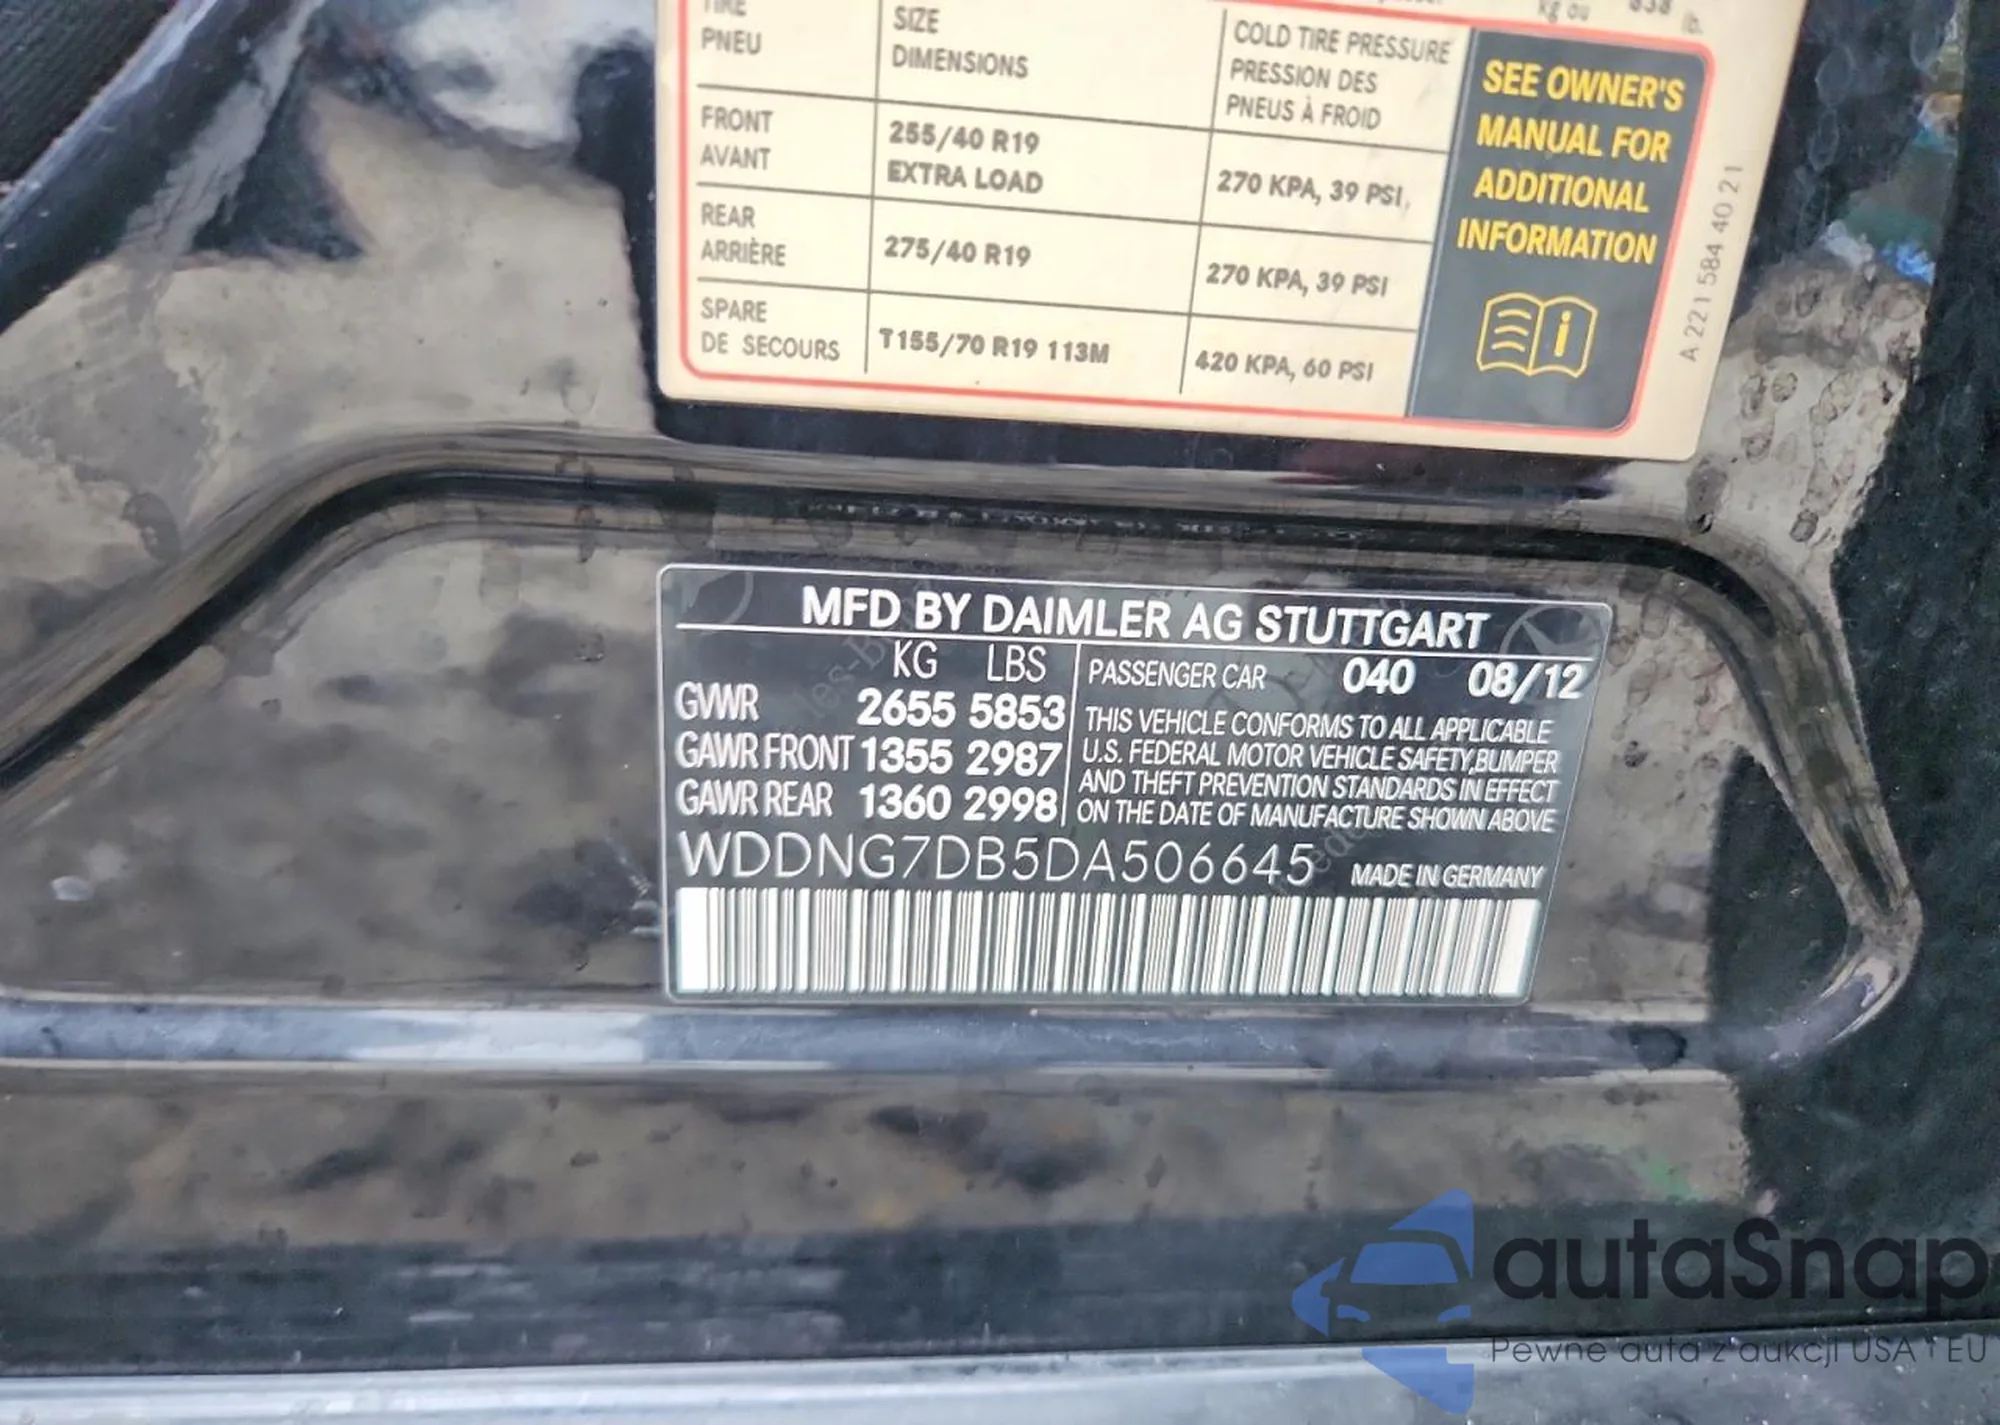 kg ou 838 lb.
TIRE SIZE COLD TIRE PRESSURE
PNEU DIMENSIONS PRESSION DES
PNEUS À FROID
FRONT 255/40 R19
AVANT EXTRA LOAD 270 KPA, 39 PSI,
REAR
ARRIÈRE 275/40 R19 270 KPA, 39 PSI
SPARE
DE SECOURS T155/70 R19 113M 420 KPA, 60 PSI
SEE OWNER'S
MANUAL FOR
ADDITIONAL
INFORMATION
A 221 584 40 21
MFD BY DAIMLER AG STUTTGART
KG LBS
GVWR 2655 5853
GAWR FRONT 1355 2987
GAWR REAR 1360 2998
PASSENGER CAR 040 08/12
THIS VEHICLE CONFORMS TO ALL APPLICABLE
U.S. FEDERAL MOTOR VEHICLE SAFETY,BUMPER
AND THEFT PREVENTION STANDARDS IN EFFECT
ON THE DATE OF MANUFACTURE SHOWN ABOVE
WDDNG7DB5DA506645 MADE IN GERMANY
autaSnap
Pewne auta z aukcji USA i EU